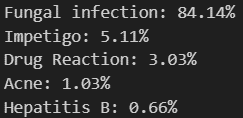 Fungal infection: 84.14%
Impetigo: 5.11%
Drug Reaction: 3.03%
Acne: 1.03%
Hepatitis B: 0.66%